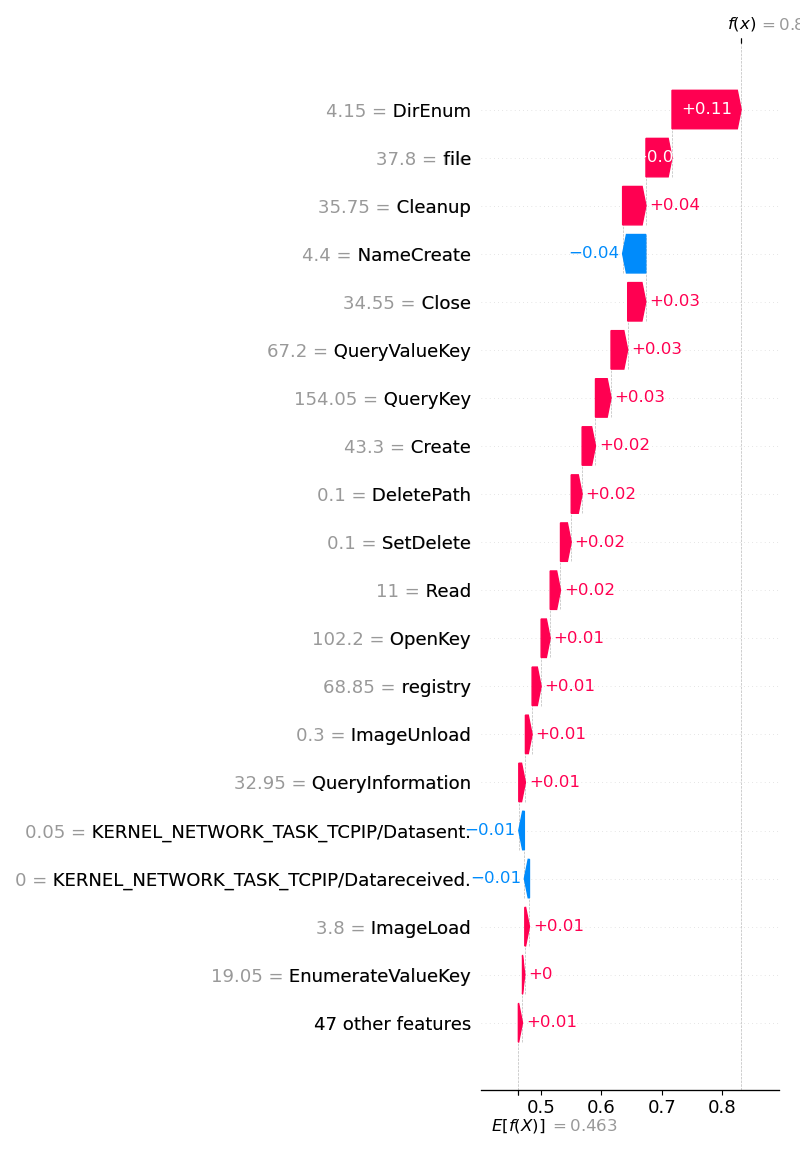 f(x) = 0.8
4.15 = DirEnum +0.11
37.8 = file +0.0
35.75 = Cleanup +0.04
4.4 = NameCreate −0.04
34.55 = Close +0.03
67.2 = QueryValueKey +0.03
154.05 = QueryKey +0.03
43.3 = Create +0.02
0.1 = DeletePath +0.02
0.1 = SetDelete +0.02
11 = Read +0.02
102.2 = OpenKey +0.01
68.85 = registry +0.01
0.3 = ImageUnload +0.01
32.95 = QueryInformation +0.01
0.05 = KERNEL_NETWORK_TASK_TCPIP/Datasent. −0.01
0 = KERNEL_NETWORK_TASK_TCPIP/Datareceived. −0.01
3.8 = ImageLoad +0.01
19.05 = EnumerateValueKey +0
47 other features +0.01
0.5 0.6 0.7 0.8
E[f(X)] = 0.463